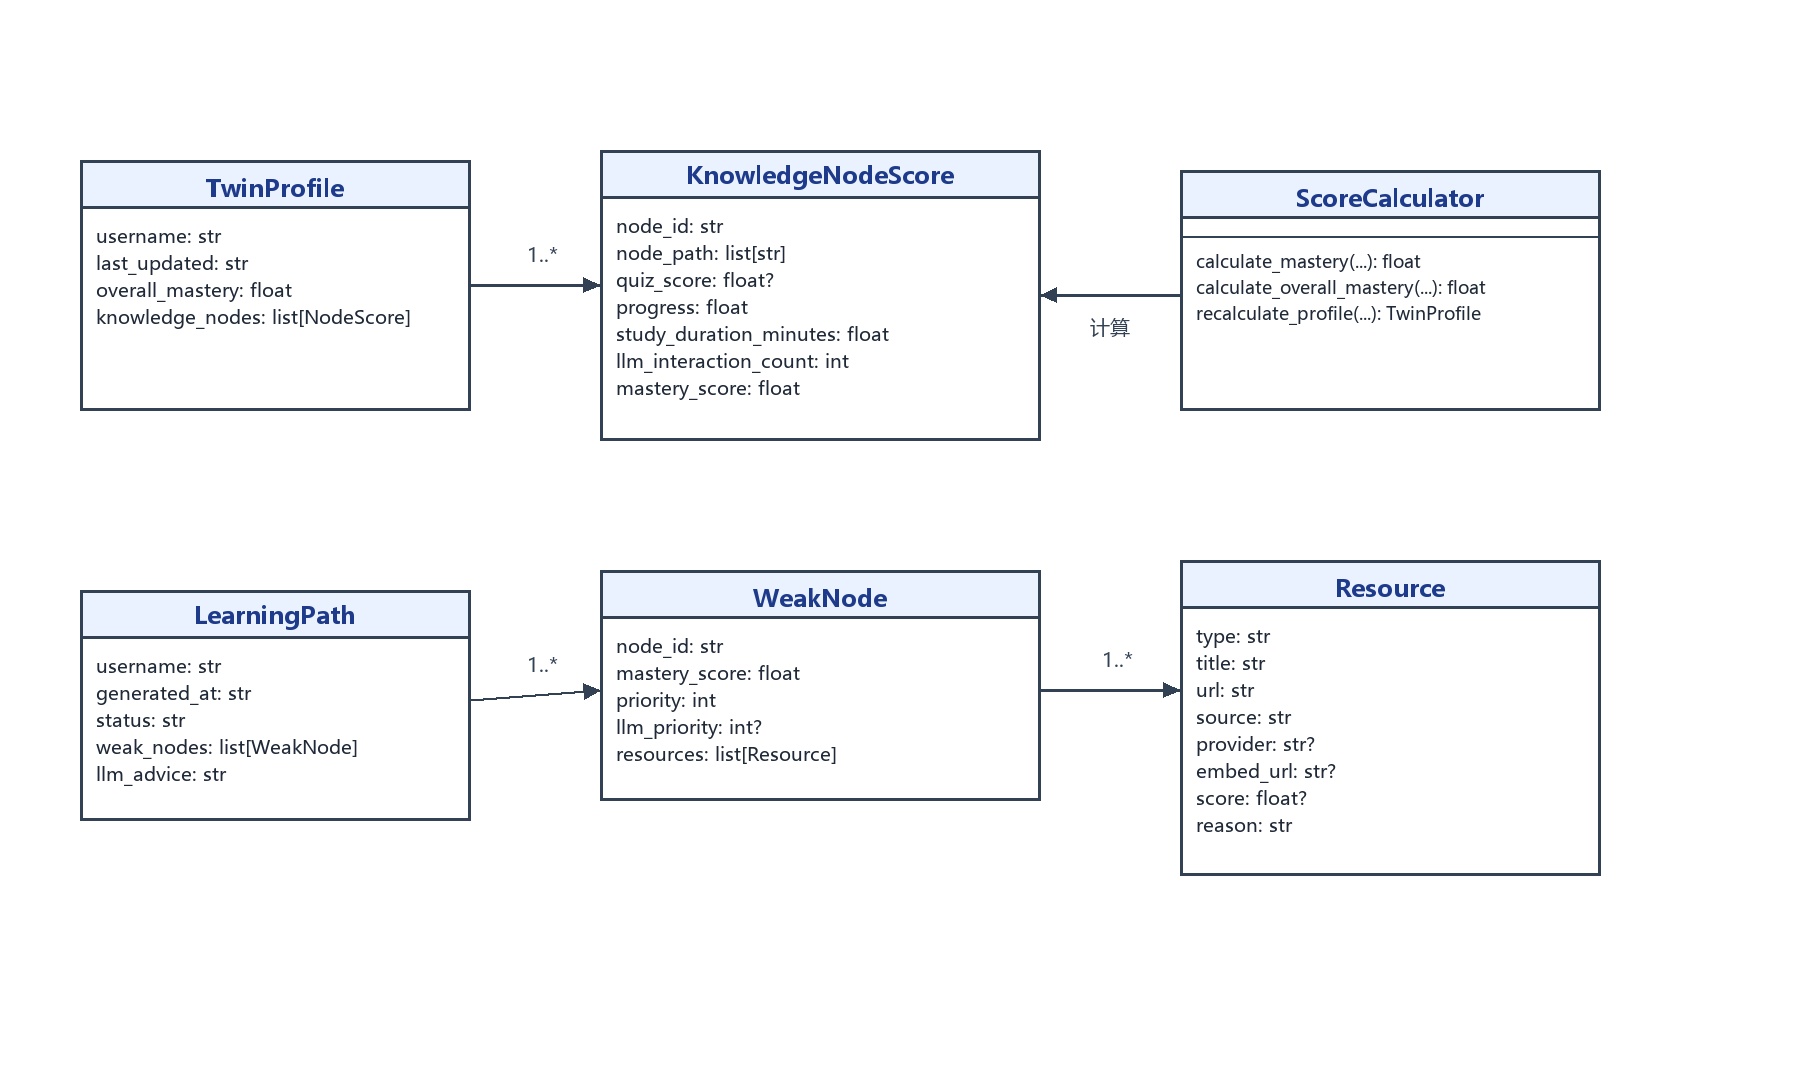 TwinProfile
username: str
last_updated: str
overall_mastery: float
knowledge_nodes: list[NodeScore]
1..*
KnowledgeNodeScore
node_id: str
node_path: list[str]
quiz_score: float?
progress: float
study_duration_minutes: float
llm_interaction_count: int
mastery_score: float
计算
ScoreCalculator
calculate_mastery(...): float
calculate_overall_mastery(...): float
recalculate_profile(...): TwinProfile
LearningPath
username: str
generated_at: str
status: str
weak_nodes: list[WeakNode]
llm_advice: str
1..*
WeakNode
node_id: str
mastery_score: float
priority: int
llm_priority: int?
resources: list[Resource]
1..*
Resource
type: str
title: str
url: str
source: str
provider: str?
embed_url: str?
score: float?
reason: str